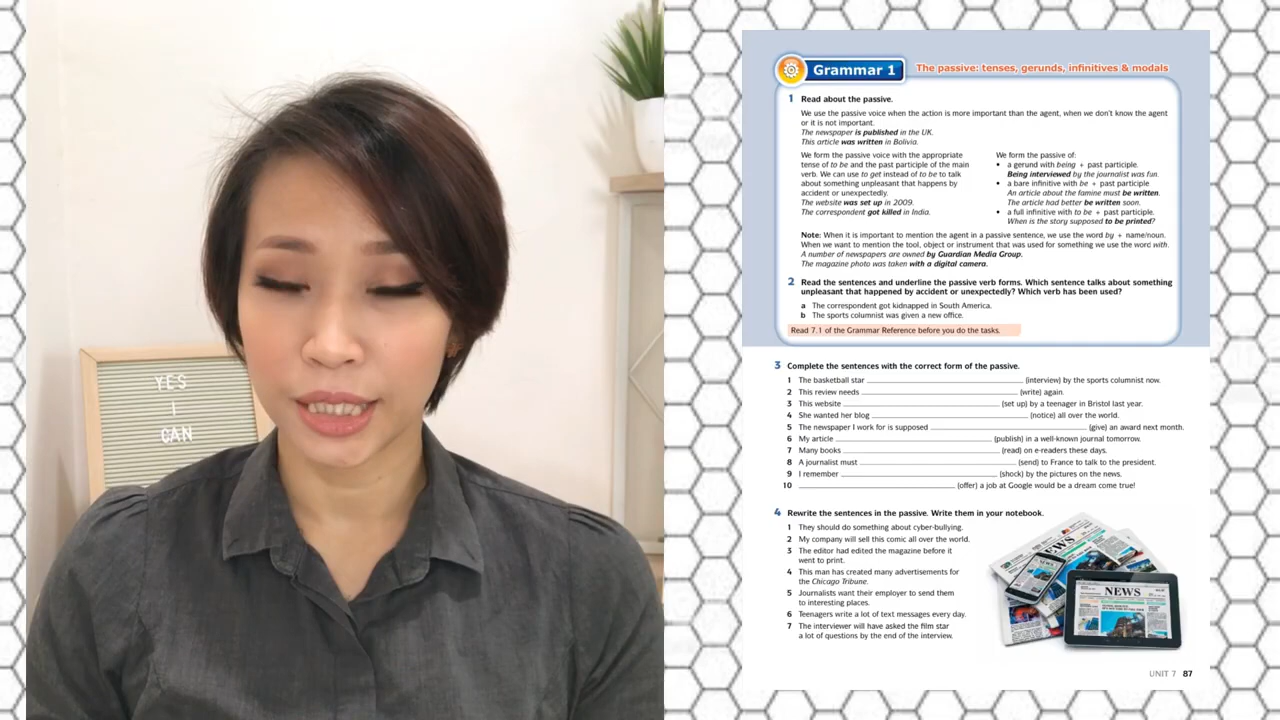 YES
I
CAN
Grammar 1
The passive: tenses, gerunds, infinitives & modals
1 Read about the passive.
We use the passive voice when the action is more important than the agent, when we don't know the agent
or it is not important.
The newspaper is published in the UK.
This article was written in Bolivia.
We form the passive voice with the appropriate
tense of to be and the past participle of the main
verb. We can use to get instead of to be to talk
about something unpleasant that happens by
accident or unexpectedly.
The website was set up in 2009.
The correspondent got killed in India.
We form the passive of:
• a gerund with being + past participle.
Being interviewed by the journalist was fun.
• a bare infinitive with be + past participle
An article about the famine must be written.
The article had better be written soon.
• a full infinitive with to be + past participle.
When is the story supposed to be printed?
Note: When it is important to mention the agent in a passive sentence, we use the word by + name/noun.
When we want to mention the tool, object or instrument that was used for something we use the word with.
A number of newspapers are owned by Guardian Media Group.
The magazine photo was taken with a digital camera.
2 Read the sentences and underline the passive verb forms. Which sentence talks about something
unpleasant that happened by accident or unexpectedly? Which verb has been used?
a The correspondent got kidnapped in South America.
b The sports columnist was given a new office.
Read 7.1 of the Grammar Reference before you do the tasks.
3 Complete the sentences with the correct form of the passive.
1 The basketball star ____ (interview) by the sports columnist now.
2 This review needs ____ (write) again.
3 This website ____ (set up) by a teenager in Bristol last year.
4 She wanted her blog ____ (notice) all over the world.
5 The newspaper I work for is supposed ____ (give) an award next month.
6 My article ____ (publish) in a well-known journal tomorrow.
7 Many books ____ (read) on e-readers these days.
8 A journalist must ____ (send) to France to talk to the president.
9 I remember ____ (shock) by the pictures on the news.
10 ____ (offer) a job at Google would be a dream come true!
4 Rewrite the sentences in the passive. Write them in your notebook.
1 They should do something about cyber-bullying.
2 My company will sell this comic all over the world.
3 The editor had edited the magazine before it
went to print.
4 This man has created many advertisements for
the Chicago Tribune.
5 Journalists want their employer to send them
to interesting places.
6 Teenagers write a lot of text messages every day.
7 The interviewer will have asked the film star
a lot of questions by the end of the interview.
NEWS
NEWS
UNIT 7 87